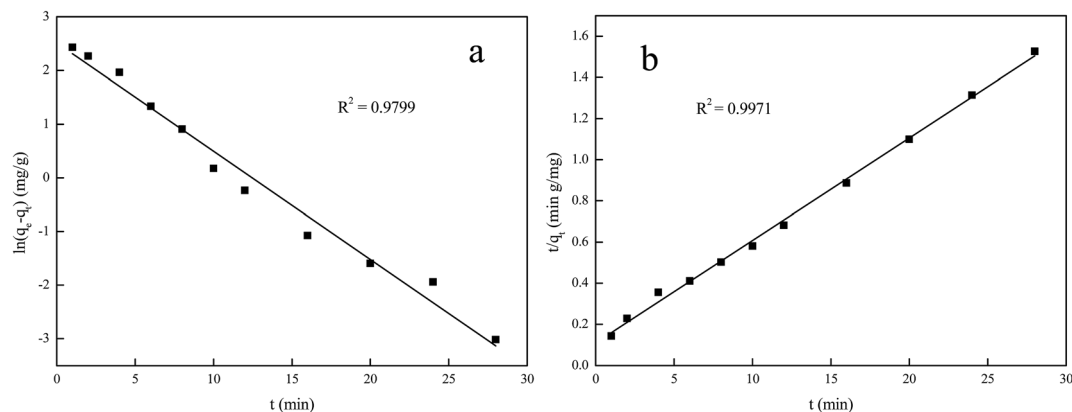 a
R² = 0.9799
ln(qₑ-qₜ) (mg/g)
3
2
1
0
-1
-2
-3
0 5 10 15 20 25 30
t (min)
b
R² = 0.9971
t/qₜ (min g/mg)
1.6
1.4
1.2
1.0
0.8
0.6
0.4
0.2
0.0
0 5 10 15 20 25 30
t (min)